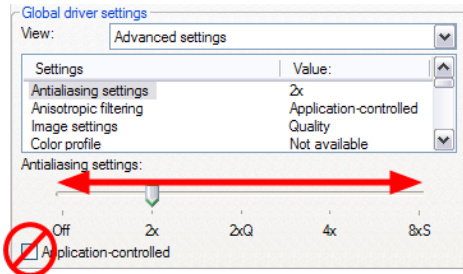 Global driver settings
View: Advanced settings
Settings Value:
Antialiasing settings 2x
Anisotropic filtering Application-controlled
Image settings Quality
Color profile Not available
Antialiasing settings:
Off 2x 2xQ 4x 8xS
Application-controlled